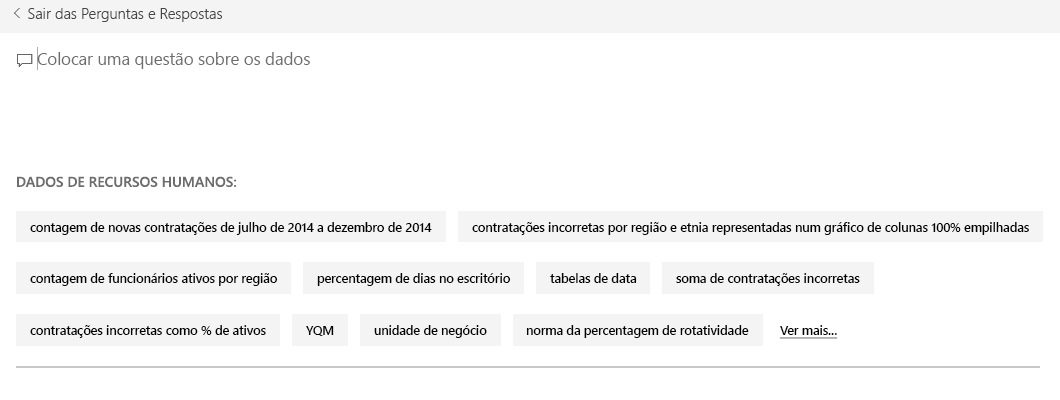 Sair das Perguntas e Respostas
Colocar uma questão sobre os dados
DADOS DE RECURSOS HUMANOS:
contagem de novas contratações de julho de 2014 a dezembro de 2014 contratações incorretas por região e etnia representadas num gráfico de colunas 100% empilhadas
contagem de funcionários ativos por região percentagem de dias no escritório tabelas de data soma de contratações incorretas
contratações incorretas como % de ativos YQM unidade de negócio norma da percentagem de rotatividade Ver mais...